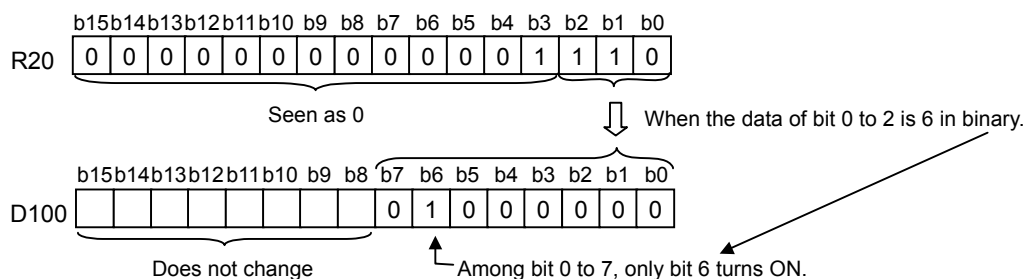 b15 b14 b13 b12 b11 b10 b9 b8 b7 b6 b5 b4 b3 b2 b1 b0
R20 0 0 0 0 0 0 0 0 0 0 0 0 1 1 1 0
Seen as 0
When the data of bit 0 to 2 is 6 in binary.
b15 b14 b13 b12 b11 b10 b9 b8 b7 b6 b5 b4 b3 b2 b1 b0
D100 0 1 0 0 0 0 0 0
Does not change
Among bit 0 to 7, only bit 6 turns ON.